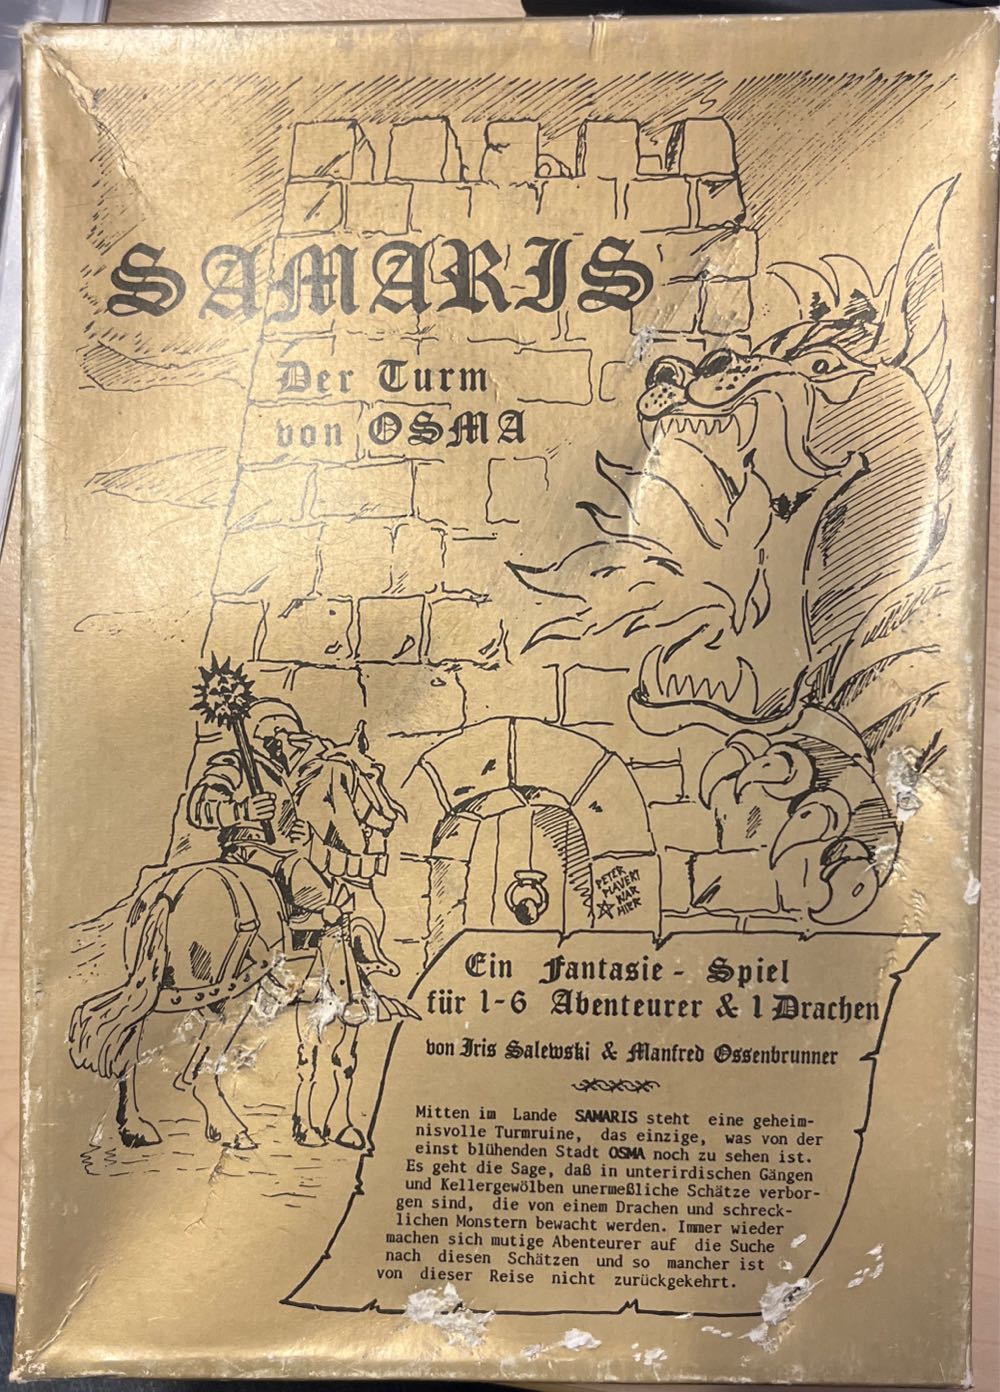 SAMARIS
Der Turm
von OSMA
PETER
PLAVEKT
WAR
HIER
Ein Fantasie - Spiel
für 1-6 Abenteurer & 1 Drachen
von Iris Salewski & Manfred Ossenbrunner
Mitten im Lande SAMARIS steht eine geheim-
nisvolle Turmruine, das einzige, was von der
einst blühenden Stadt OSMA noch zu sehen ist.
Es geht die Sage, daß in unterirdischen Gängen
und Kellergewölben unermeßliche Schätze verbor-
gen sind, die von einem Drachen und schreck-
lichen Monstern bewacht werden. Immer wieder
machen sich mutige Abenteurer auf die Suche
nach diesen Schätzen und so mancher ist
von dieser Reise nicht zurückgekehrt.